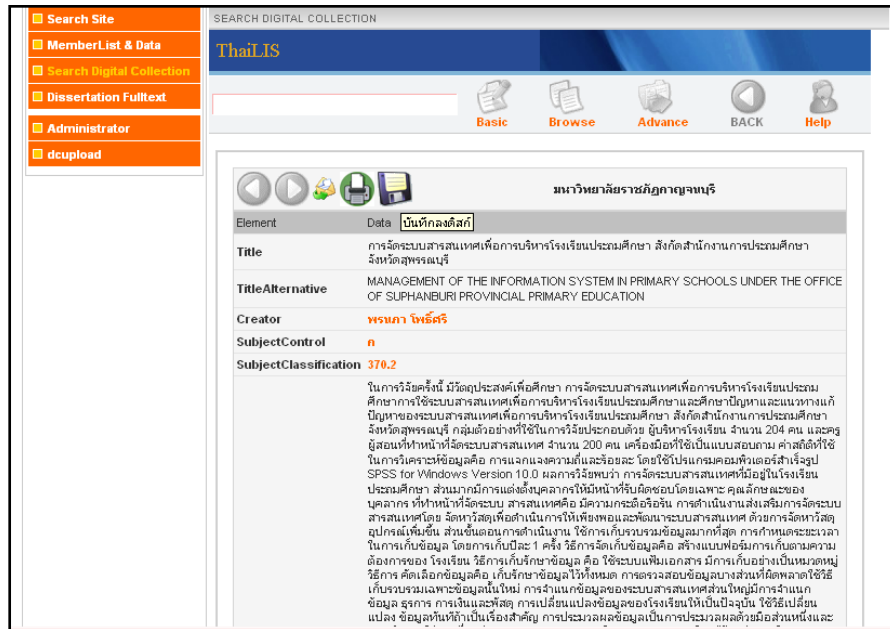 Search Site
MemberList & Data
Search Digital Collection
Dissertation Fulltext
Administrator
dcupload
SEARCH DIGITAL COLLECTION
ThaiLIS
Basic
Browse
Advance
BACK
Help
มหาวิทยาลัยราชภัฏกาญจนบุรี
Element Data บันทึกลงดิสก์
Title การจัดระบบสารสนเทศเพื่อการบริหารโรงเรียนประถมศึกษา สังกัดสำนักงานการประถมศึกษา
จังหวัดสุพรรณบุรี
TitleAlternative MANAGEMENT OF THE INFORMATION SYSTEM IN PRIMARY SCHOOLS UNDER THE OFFICE
OF SUPHANBURI PROVINCIAL PRIMARY EDUCATION
Creator พรนภา โพธิ์ศรี
SubjectControl ค
SubjectClassification 370.2
ในการวิจัยครั้งนี้ มีวัตถุประสงค์เพื่อศึกษา การจัดระบบสารสนเทศเพื่อการบริหารโรงเรียนประถม
ศึกษาการใช้ระบบสารสนเทศเพื่อการบริหารโรงเรียนประถมศึกษาและศึกษาปัญหาและแนวทางแก้
ปัญหาของระบบสารสนเทศเพื่อการบริหารโรงเรียนประถมศึกษา สังกัดสำนักงานการประถมศึกษา
จังหวัดสุพรรณบุรี กลุ่มตัวอย่างที่ใช้ในการวิจัยประกอบด้วย ผู้บริหารโรงเรียน จำนวน 204 คน และครู
ผู้สอนที่ทำหน้าที่จัดระบบ สารสนเทศ จำนวน 200 คน เครื่องมือที่ใช้เป็นแบบสอบถาม ค่าสถิติที่ใช้
ในการวิเคราะห์ข้อมูลคือ การแจกแจงความถี่และร้อยละ โดยใช้โปรแกรมคอมพิวเตอร์สำเร็จรูป
SPSS for Windows Version 10.0 ผลการวิจัยพบว่า การจัดระบบสารสนเทศที่มีอยู่ในโรงเรียน
ประถมศึกษา ส่วนมากมีการแต่งตั้งบุคลากรให้มีหน้าที่รับผิดชอบโดยเฉพาะ คุณลักษณะของ
บุคลากร ที่ทำหน้าที่จัดระบบ สารสนเทศคือ มีความกระตือรือร้น การดำเนินงานส่งเสริมการจัดระบบ
สารสนเทศโดย จัดหาวัสดุเพื่อดำเนินการให้เพียงพอและพัฒนาระบบสารสนเทศ ด้วยการจัดหาวัสดุ
อุปกรณ์เพิ่มขึ้น ส่วนขั้นตอนการดำเนินงาน ใช้การเก็บรวบรวมข้อมูลมากที่สุด การกำหนดระยะเวลา
ในการเก็บข้อมูล โดยการเก็บปีละ 1 ครั้ง วิธีการจัดเก็บข้อมูลคือ สร้างแบบฟอร์มการเก็บตามความ
ต้องการของ โรงเรียน วิธีการเก็บรักษาข้อมูล คือ ใช้ระบบแฟ้มเอกสาร มีการเก็บอย่างเป็นหมวดหมู่
วิธีการ คัดเลือกข้อมูลคือ เก็บรักษาข้อมูลไว้ทั้งหมด การตรวจสอบข้อมูลบางส่วนที่ผิดพลาดใช้วิธี
เก็บรวบรวมเฉพาะข้อมูลนั้นใหม่ การจำแนกข้อมูลของระบบสารสนเทศส่วนใหญ่มีการจำแนก
ข้อมูล ธุรการ การเงินและพัสดุ การเปลี่ยนแปลงข้อมูลของโรงเรียนให้เป็นปัจจุบัน ใช้วิธีเปลี่ยน
แปลง ข้อมูลทันทีถ้าเป็นเรื่องสำคัญ การประมวลผลข้อมูลเป็นการประมวลผลด้วยมือส่วนหนึ่งและ